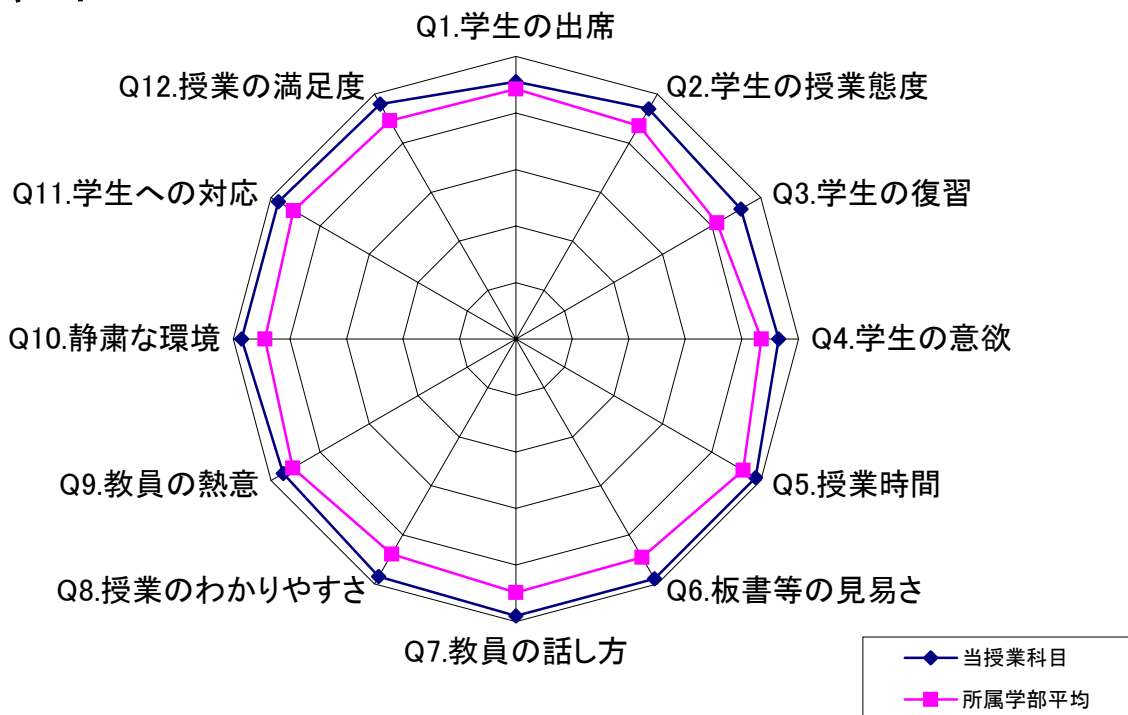 Q1.学生の出席
Q2.学生の授業態度
Q3.学生の復習
Q4.学生の意欲
Q5.授業時間
Q6.板書等の見易さ
Q7.教員の話し方
Q8.授業のわかりやすさ
Q9.教員の熱意
Q10.静粛な環境
Q11.学生への対応
Q12.授業の満足度
当授業科目
所属学部平均